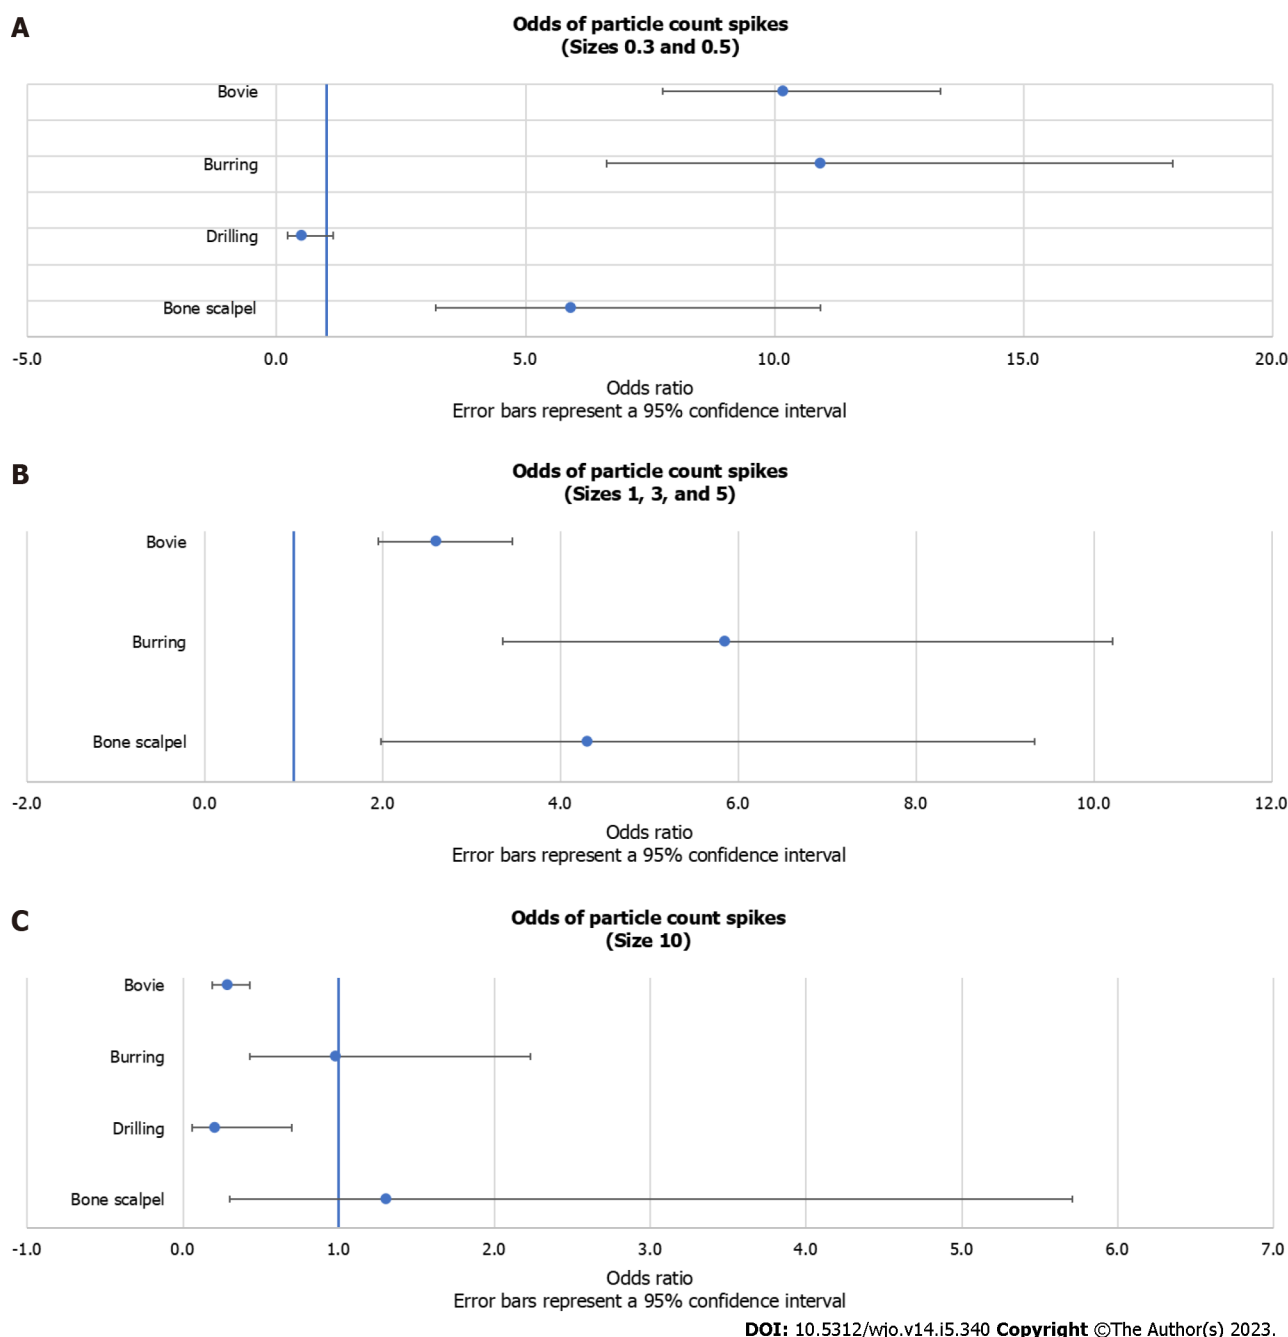 A
Odds of particle count spikes
(Sizes 0.3 and 0.5)
Bovie
Burring
Drilling
Bone scalpel
-5.0 0.0 5.0 10.0 15.0 20.0
Odds ratio
Error bars represent a 95% confidence interval
B
Odds of particle count spikes
(Sizes 1, 3, and 5)
Bovie
Burring
Bone scalpel
-2.0 0.0 2.0 4.0 6.0 8.0 10.0 12.0
Odds ratio
Error bars represent a 95% confidence interval
C
Odds of particle count spikes
(Size 10)
Bovie
Burring
Drilling
Bone scalpel
-1.0 0.0 1.0 2.0 3.0 4.0 5.0 6.0 7.0
Odds ratio
Error bars represent a 95% confidence interval
DOI: 10.5312/wjo.v14.i5.340 Copyright ©The Author(s) 2023.